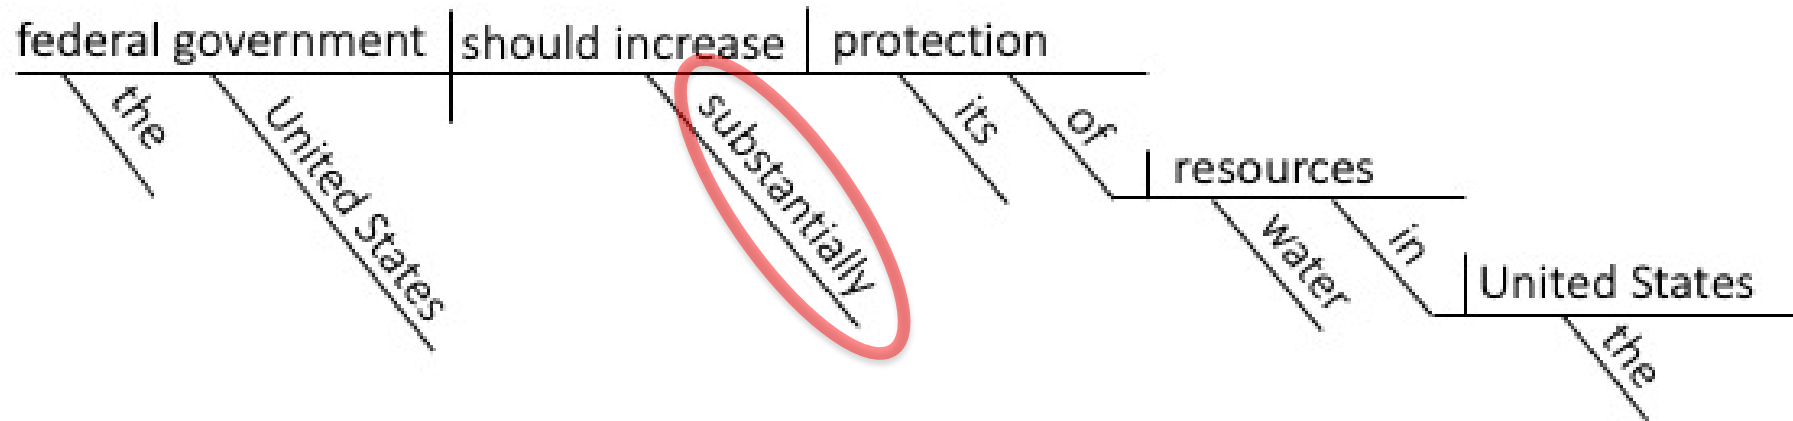 federal government should increase protection
the United States substantially its of
resources
water in
United States
the